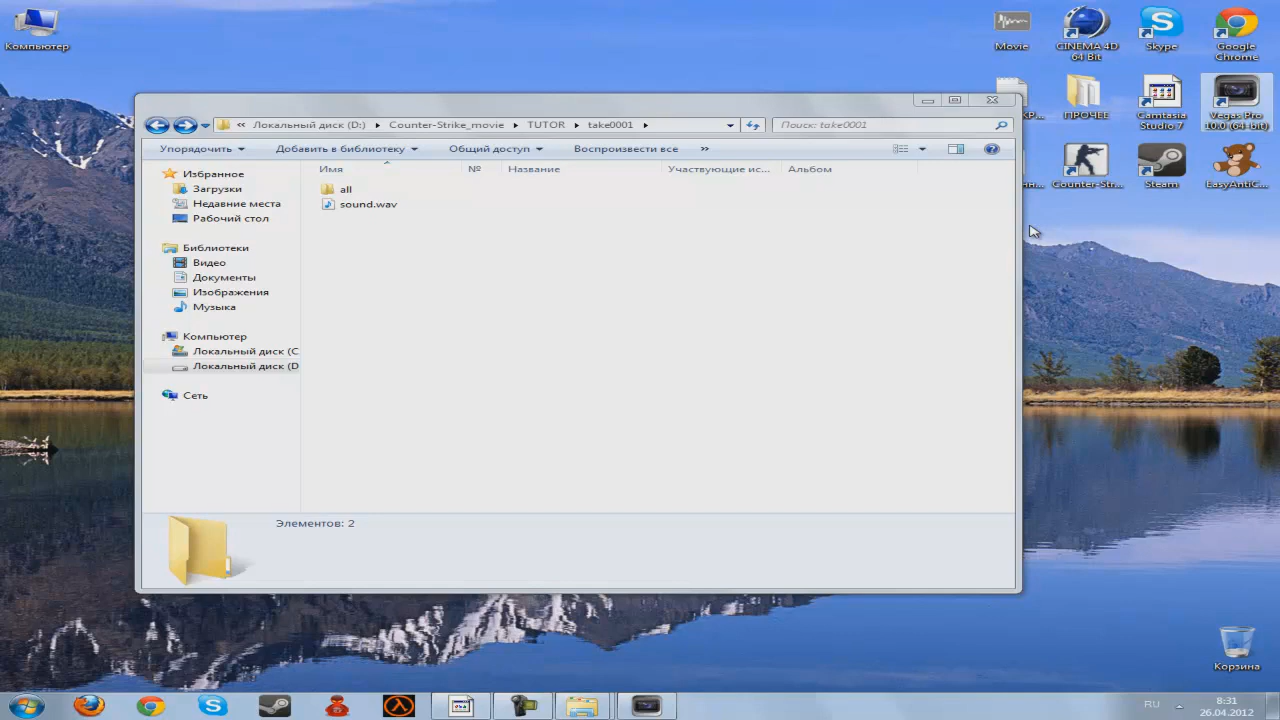 Компьютер
Movie
CINEMA 4D
64 Bit
Skype
Google
Chrome
ПРОЧЕЕ
Camtasia
Studio 7
Vegas Pro
10.0 (64-bit)
Counter-Str...
Steam
EasyAntiC...
« Локальный диск (D:) Counter-Strike_movie TUTOR take0001
Поиск: take0001
Упорядочить Добавить в библиотеку Общий доступ Воспроизвести все »
Имя № Название Участвующие ис... Альбом
all
sound.wav
Избранное
Загрузки
Недавние места
Рабочий стол
Библиотеки
Видео
Документы
Изображения
Музыка
Компьютер
Локальный диск (C
Локальный диск (D
Сеть
Элементов: 2
Корзина
RU
8:31
26.04.2012